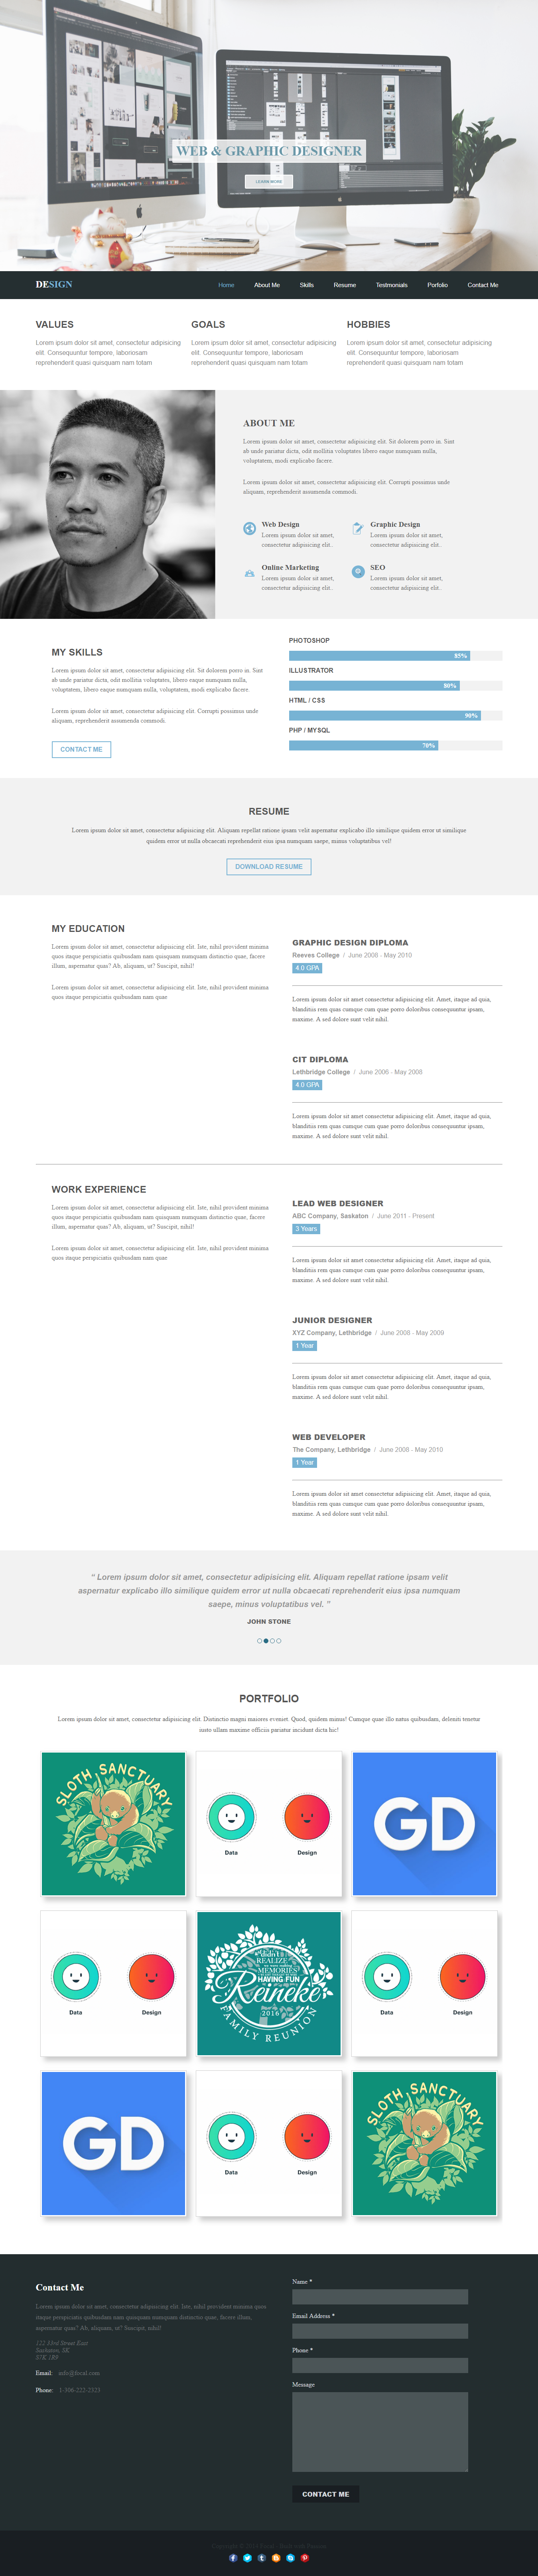 WEB & GRAPHIC DESIGNER
LEARN MORE
DESIGN
Home
About Me
Skills
Resume
Testmonials
Porfolio
Contact Me
VALUES
Lorem ipsum dolor sit amet, consectetur adipisicing
elit. Consequuntur tempore, laboriosam
reprehenderit quasi quisquam nam totam
GOALS
Lorem ipsum dolor sit amet, consectetur adipisicing
elit. Consequuntur tempore, laboriosam
reprehenderit quasi quisquam nam totam
HOBBIES
Lorem ipsum dolor sit amet, consectetur adipisicing
elit. Consequuntur tempore, laboriosam
reprehenderit quasi quisquam nam totam
ABOUT ME
Lorem ipsum dolor sit amet, consectetur adipisicing elit. Sit dolorem porro in. Sint
ab unde pariatur dicta, odit mollitia voluptates libero eaque numquam nulla,
voluptatem, modi explicabo facere.
Lorem ipsum dolor sit amet, consectetur adipisicing elit. Corrupti possimus unde
aliquam, reprehenderit assumenda commodi.
Web Design
Lorem ipsum dolor sit amet,
consectetur adipisicing elit..
Graphic Design
Lorem ipsum dolor sit amet,
consectetur adipisicing elit..
Online Marketing
Lorem ipsum dolor sit amet,
consectetur adipisicing elit..
SEO
Lorem ipsum dolor sit amet,
consectetur adipisicing elit..
MY SKILLS
Lorem ipsum dolor sit amet, consectetur adipisicing elit. Sit dolorem porro in. Sint
ab unde pariatur dicta, odit mollitia voluptates, libero eaque numquam nulla,
voluptatem, libero eaque numquam nulla, voluptatem, modi explicabo facere.
Lorem ipsum dolor sit amet, consectetur adipisicing elit. Corrupti possimus unde
aliquam, reprehenderit assumenda commodi.
CONTACT ME
PHOTOSHOP
85%
ILLUSTRATOR
80%
HTML / CSS
90%
PHP / MYSQL
70%
RESUME
Lorem ipsum dolor sit amet, consectetur adipisicing elit. Aliquam repellat ratione ipsam velit aspernatur explicabo illo similique quidem error ut similique
quidem error ut nulla obcaecati reprehenderit eius ipsa numquam saepe, minus voluptatibus vel!
DOWNLOAD RESUME
MY EDUCATION
Lorem ipsum dolor sit amet, consectetur adipisicing elit. Iste, nihil provident minima
quos itaque perspiciatis quibusdam nam quisquam numquam distinctio quae, facere
illum, aspernatur quas? Ab, aliquam, ut? Suscipit, nihil!
Lorem ipsum dolor sit amet, consectetur adipisicing elit. Iste, nihil provident minima
quos itaque perspiciatis quibusdam nam quae
GRAPHIC DESIGN DIPLOMA
Reeves College / June 2008 - May 2010
4.0 GPA
Lorem ipsum dolor sit amet consectetur adipisicing elit. Amet, itaque ad quia,
blanditiis rem quas cumque cum quae porro doloribus consequuntur ipsam,
maxime. A sed dolore sunt velit nihil.
CIT DIPLOMA
Lethbridge College / June 2006 - May 2008
4.0 GPA
Lorem ipsum dolor sit amet consectetur adipisicing elit. Amet, itaque ad quia,
blanditiis rem quas cumque cum quae porro doloribus consequuntur ipsam,
maxime. A sed dolore sunt velit nihil.
WORK EXPERIENCE
Lorem ipsum dolor sit amet, consectetur adipisicing elit. Iste, nihil provident minima
quos itaque perspiciatis quibusdam nam quisquam numquam distinctio quae, facere
illum, aspernatur quas? Ab, aliquam, ut? Suscipit, nihil!
Lorem ipsum dolor sit amet, consectetur adipisicing elit. Iste, nihil provident minima
quos itaque perspiciatis quibusdam nam quae
LEAD WEB DESIGNER
ABC Company, Saskaton / June 2011 - Present
3 Years
Lorem ipsum dolor sit amet consectetur adipisicing elit. Amet, itaque ad quia,
blanditiis rem quas cumque cum quae porro doloribus consequuntur ipsam,
maxime. A sed dolore sunt velit nihil.
JUNIOR DESIGNER
XYZ Company, Lethbridge / June 2008 - May 2009
1 Year
Lorem ipsum dolor sit amet consectetur adipisicing elit. Amet, itaque ad quia,
blanditiis rem quas cumque cum quae porro doloribus consequuntur ipsam,
maxime. A sed dolore sunt velit nihil.
WEB DEVELOPER
The Company, Lethbridge / June 2008 - May 2010
1 Year
Lorem ipsum dolor sit amet consectetur adipisicing elit. Amet, itaque ad quia,
blanditiis rem quas cumque cum quae porro doloribus consequuntur ipsam,
maxime. A sed dolore sunt velit nihil.
“ Lorem ipsum dolor sit amet, consectetur adipisicing elit. Aliquam repellat ratione ipsam velit
aspernatur explicabo illo similique quidem error ut nulla obcaecati reprehenderit eius ipsa numquam
saepe, minus voluptatibus vel. ”
JOHN STONE
PORTFOLIO
Lorem ipsum dolor sit amet, consectetur adipisicing elit. Distinctio magni maiores eveniet. Quod, quidem minus! Cumque quae illo natus quibusdam, deleniti tenetur
iusto ullam maxime officiis pariatur incidunt dicta hic!
SLOTH SANCTUARY
Data
Design
GD
Data
Design
REALIZE
MEMORIES
HAVING FUN
Reineke
2016
FAMILY REUNION
Data
Design
GD
Data
Design
SLOTH SANCTUARY
Contact Me
Lorem ipsum dolor sit amet, consectetur adipisicing elit. Iste, nihil provident minima quos
itaque perspiciatis quibusdam nam quisquam numquam distinctio quae, facere illum,
aspernatur quas? Ab, aliquam, ut? Suscipit, nihil!
222 33rd Street East
Saskaton, SK
S7K 1B9
Email:
Phone: 1-306-222-2323
Name *
Email Address *
Phone *
Message
CONTACT ME